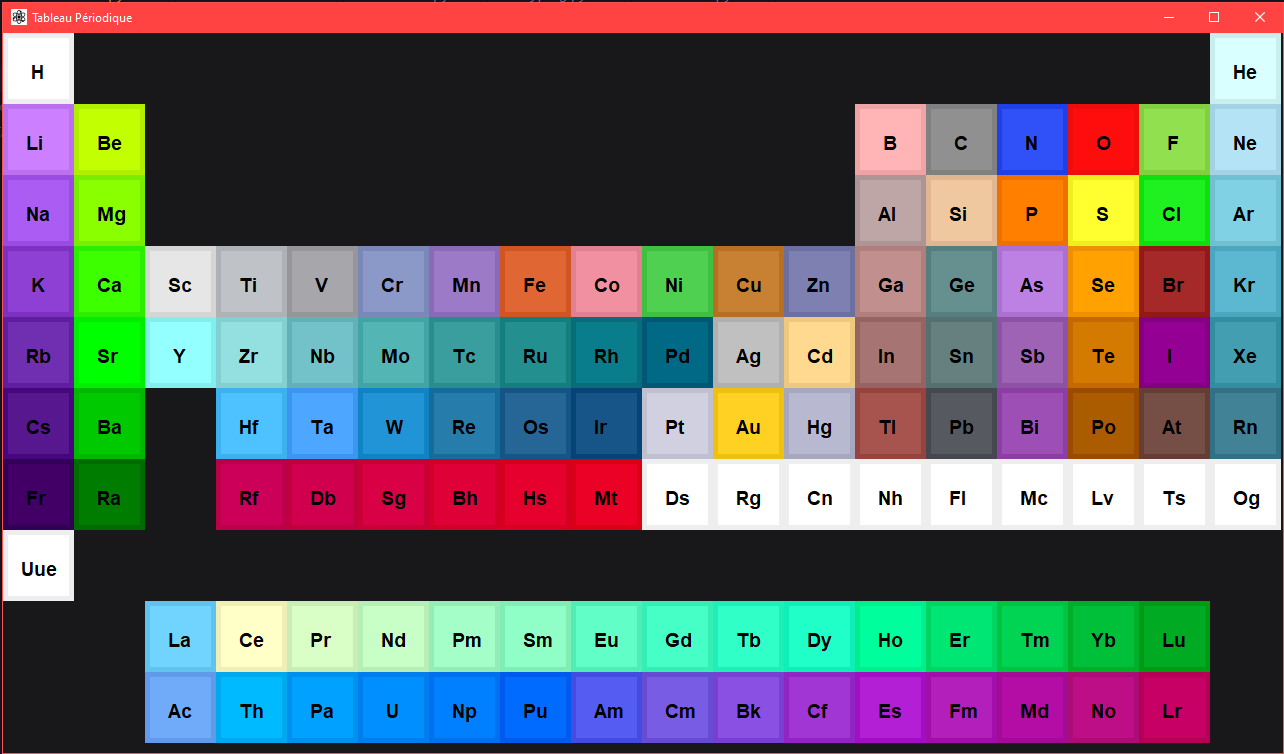 Tableau Périodique
H He
Li Be B C N O F Ne
Na Mg Al Si P S Cl Ar
K Ca Sc Ti V Cr Mn Fe Co Ni Cu Zn Ga Ge As Se Br Kr
Rb Sr Y Zr Nb Mo Tc Ru Rh Pd Ag Cd In Sn Sb Te I Xe
Cs Ba Hf Ta W Re Os Ir Pt Au Hg Tl Pb Bi Po At Rn
Fr Ra Rf Db Sg Bh Hs Mt Ds Rg Cn Nh Fl Mc Lv Ts Og
Uue
La Ce Pr Nd Pm Sm Eu Gd Tb Dy Ho Er Tm Yb Lu
Ac Th Pa U Np Pu Am Cm Bk Cf Es Fm Md No Lr